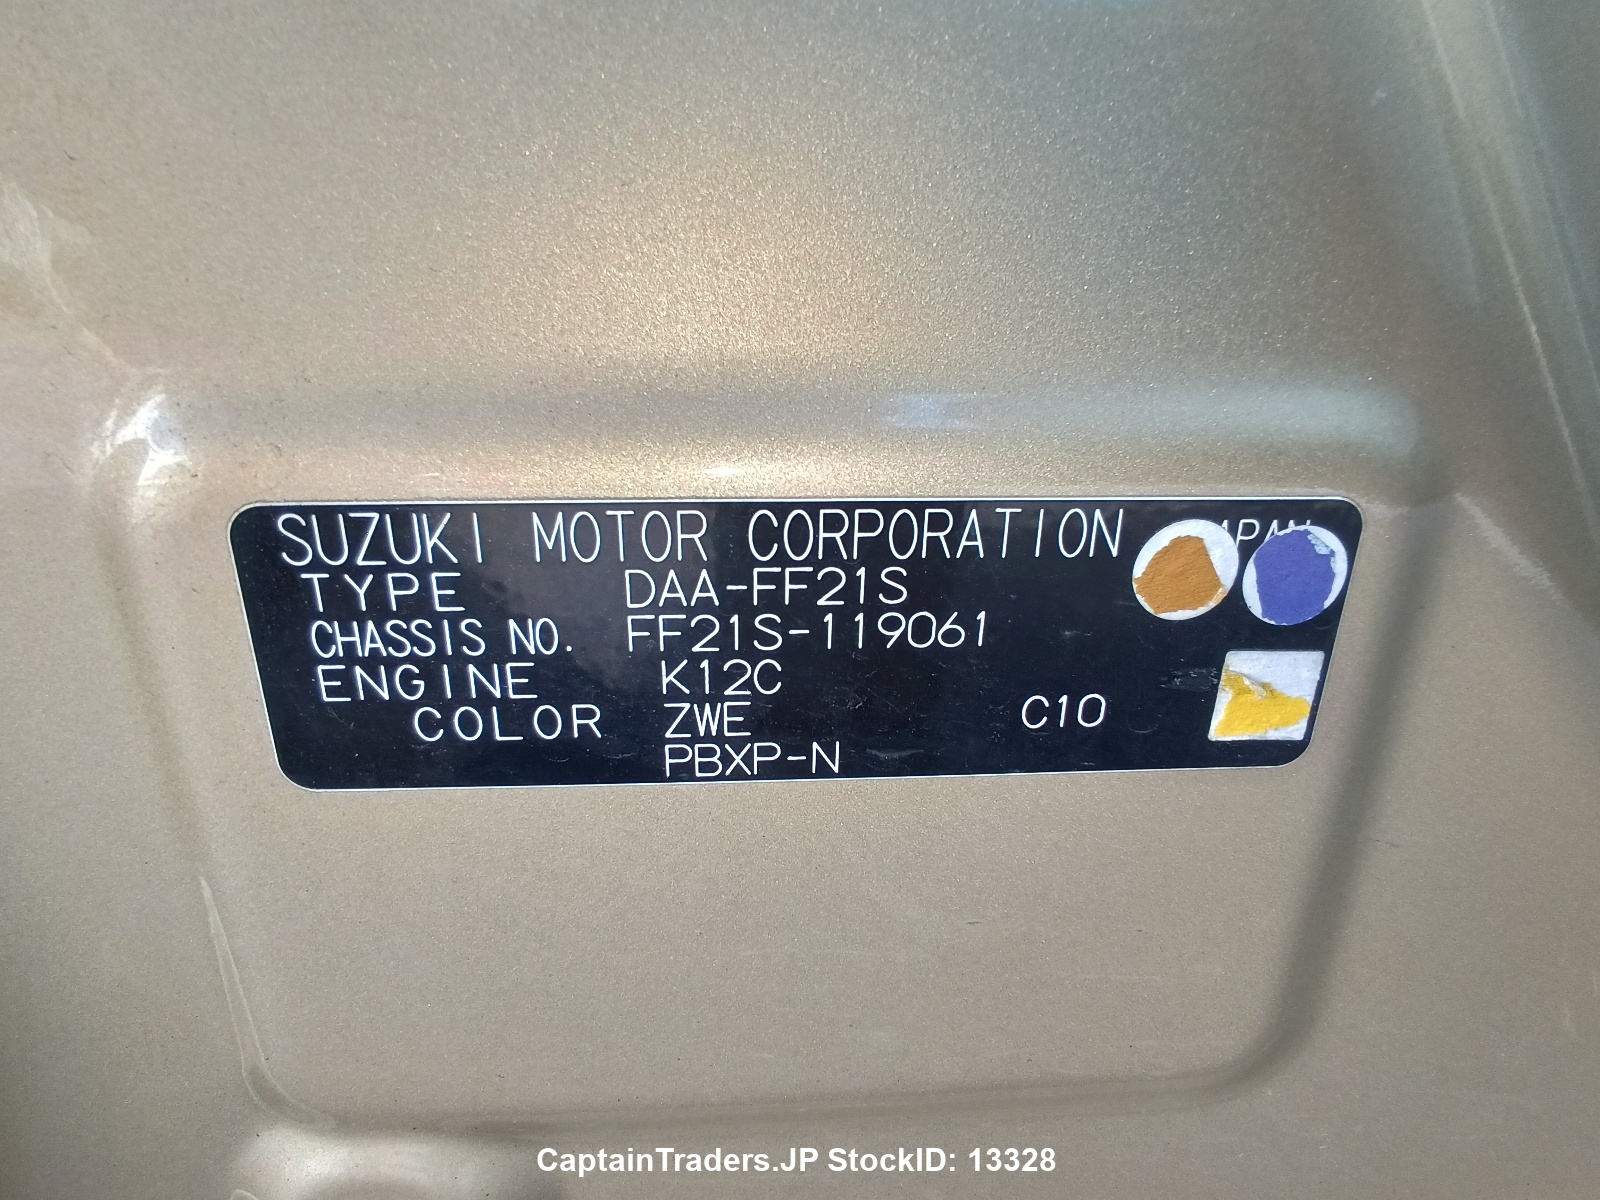 SUZUKI MOTOR CORPORATION JAPAN
TYPE DAA-FF21S
CHASSIS NO. FF21S-119061
ENGINE K12C
COLOR ZWE C10
PBXP-N
CaptainTraders.JP StockID: 13328